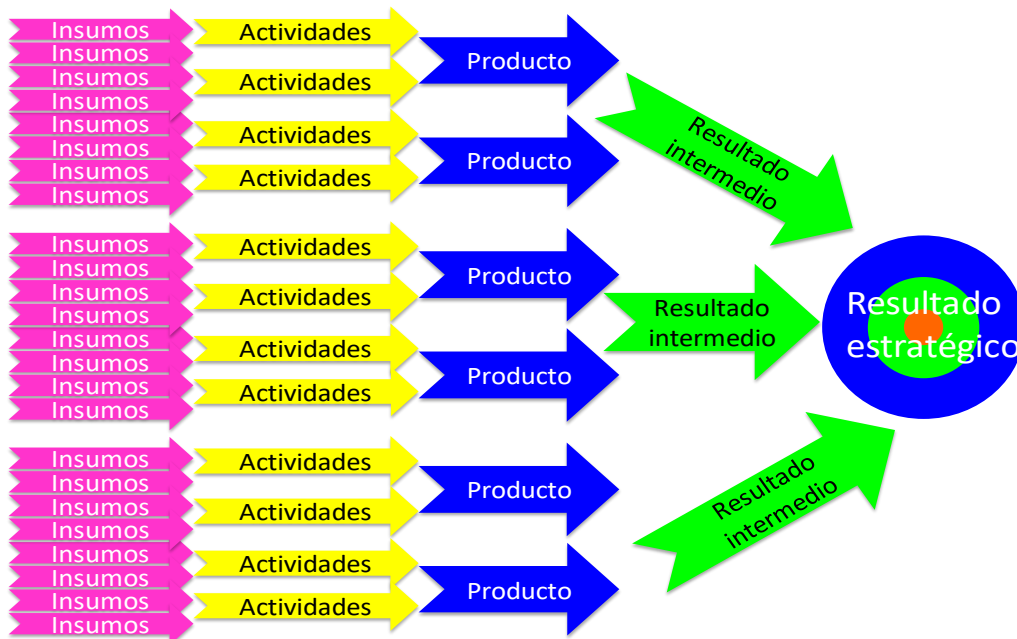 Insumos
Insumos
Insumos
Insumos
Insumos
Insumos
Insumos
Insumos
Actividades
Actividades
Actividades
Actividades
Producto
Producto
Resultado
intermedio
Insumos
Insumos
Insumos
Insumos
Insumos
Insumos
Insumos
Insumos
Actividades
Actividades
Actividades
Actividades
Producto
Producto
Resultado
intermedio
Insumos
Insumos
Insumos
Insumos
Insumos
Insumos
Insumos
Insumos
Actividades
Actividades
Actividades
Actividades
Producto
Producto
Resultado
intermedio
Resultado
estratégico